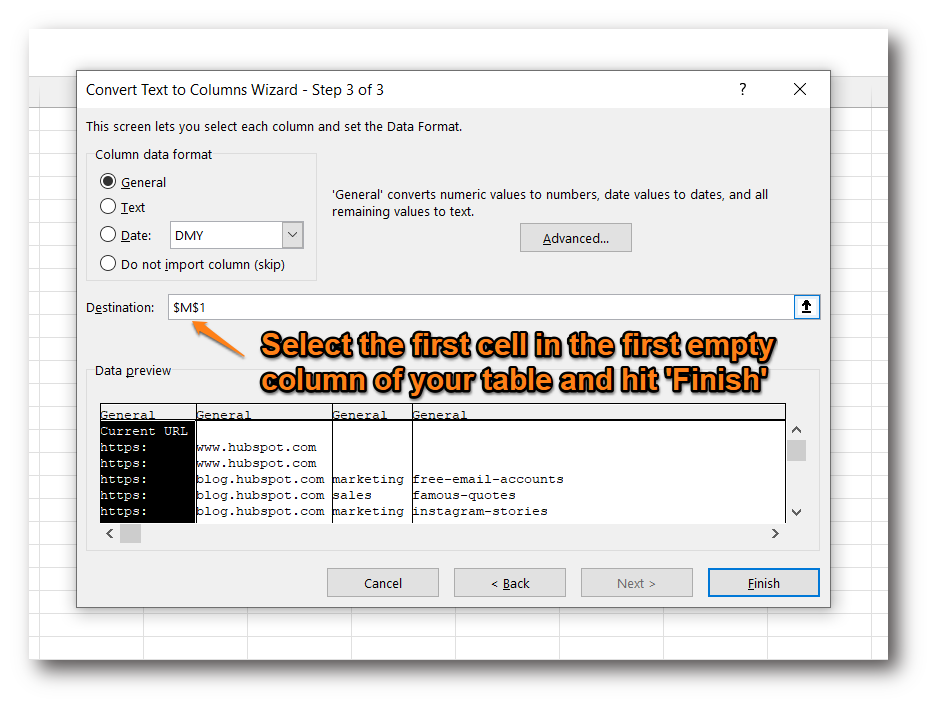 Convert Text to Columns Wizard - Step 3 of 3
?
This screen lets you select each column and set the Data Format.
Column data format
General
Text
Date: DMY
Do not import column (skip)
'General' converts numeric values to numbers, date values to dates, and all
remaining values to text.
Advanced...
Destination: $M$1
Select the first cell in the first empty
column of your table and hit 'Finish'
Data preview
General General General General
Current URL
https: www.hubspot.com
https: www.hubspot.com
https: blog.hubspot.com marketing free-email-accounts
https: blog.hubspot.com sales famous-quotes
https: blog.hubspot.com marketing instagram-stories
Cancel < Back Next > Finish